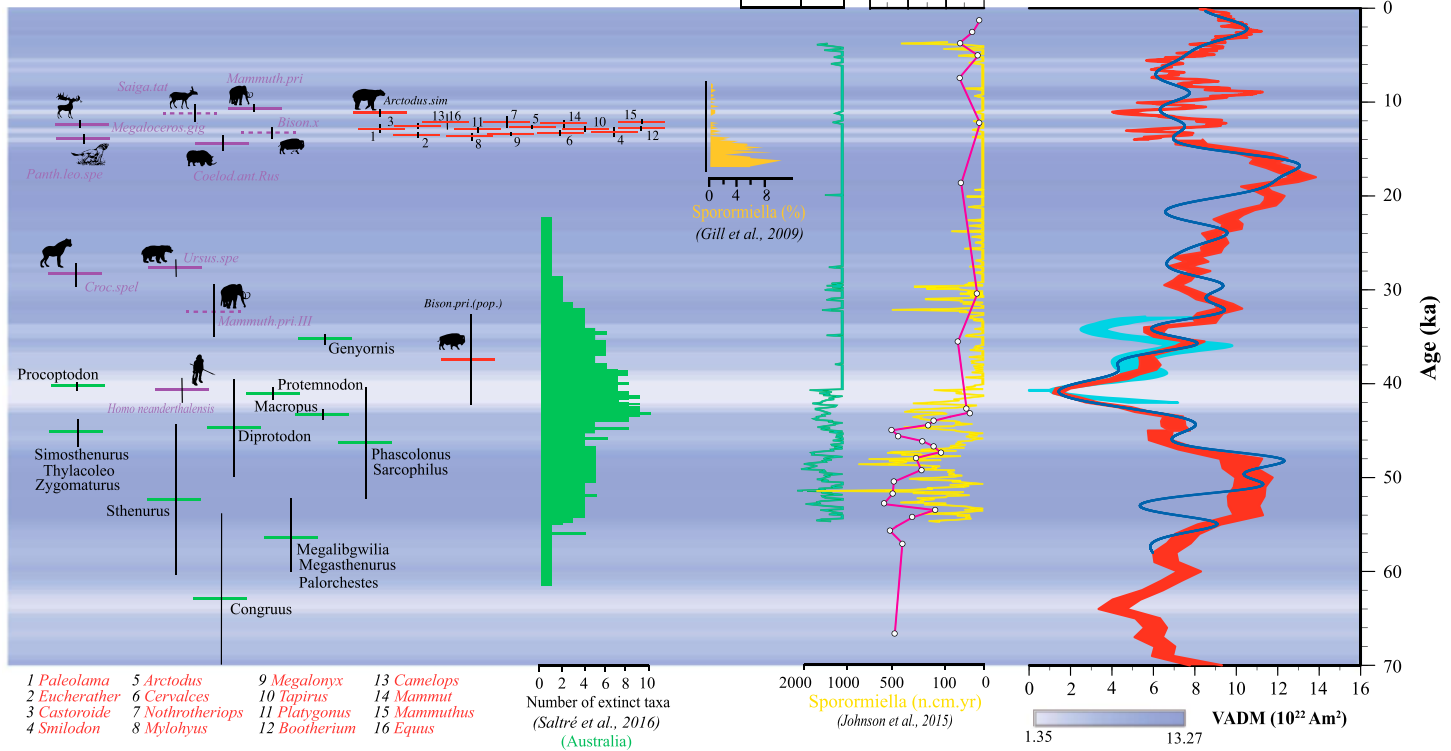 0
Mammuth.pri
Saiga.tat
Arctodus.sim
10
13 16 7 14 15
Megaloceros.gig
Bison.x
3 11 5 10
1 2 8 9 6 4 12
Panth.leo.spe
Coelod.ant.Rus
0 4 8
20
Sporormiella (%)
(Gill et al., 2009)
Ursus.spe
Croc.spel
30
Bison.pri.(pop.)
Mammuth.pri.III
Genyornis
Age (ka)
Procoptodon
Protemnodon
40
Homo neanderthalensis
Macropus
Diprotodon
Simosthenurus
Thylacoleo
Zygomaturus
Phascolonus
Sarcophilus
50
Sthenurus
Megalibgwilia
Megasthenurus
Palorchestes
60
Congruus
70
1 Paleolama 5 Arctodus 9 Megalonyx 13 Camelops
2 Eucherather 6 Cervalces 10 Tapirus 14 Mammut
3 Castoroide 7 Nothrotheriops 11 Platygonus 15 Mammuthus
4 Smilodon 8 Mylohyus 12 Bootherium 16 Equus
0 2 4 6 8 10
Number of extinct taxa
(Saltré et al., 2016)
(Australia)
2000 1000 500 100 0
Sporormiella (n.cm.yr)
(Johnson et al., 2015)
0 2 4 6 8 10 12 14 16
VADM (10²² Am²)
1.35 13.27